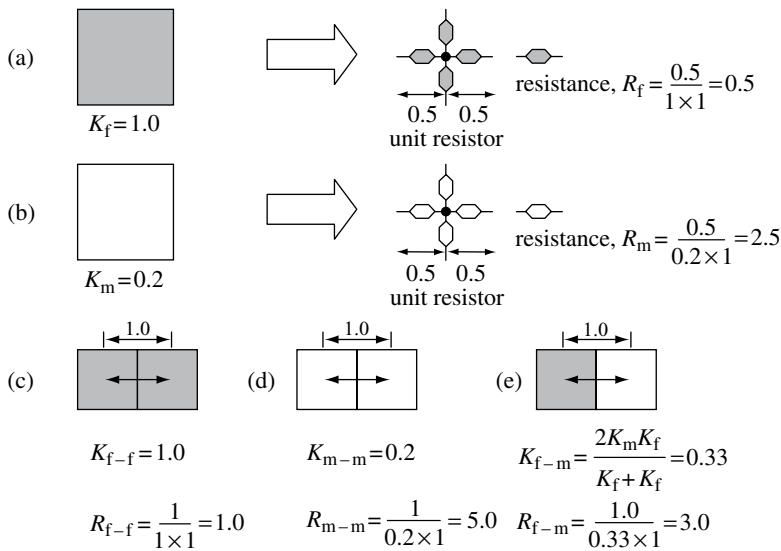 (a)
K_f = 1.0
0.5 0.5
unit resistor
resistance, R_f = 0.5 / (1 × 1) = 0.5
(b)
K_m = 0.2
0.5 0.5
unit resistor
resistance, R_m = 0.5 / (0.2 × 1) = 2.5
(c)
1.0
K_f–f = 1.0
R_f–f = 1 / (1 × 1) = 1.0
(d)
1.0
K_m–m = 0.2
R_m–m = 1 / (0.2 × 1) = 5.0
(e)
1.0
K_f–m = 2K_mK_f / (K_f + K_f) = 0.33
R_f–m = 1.0 / (0.33 × 1) = 3.0